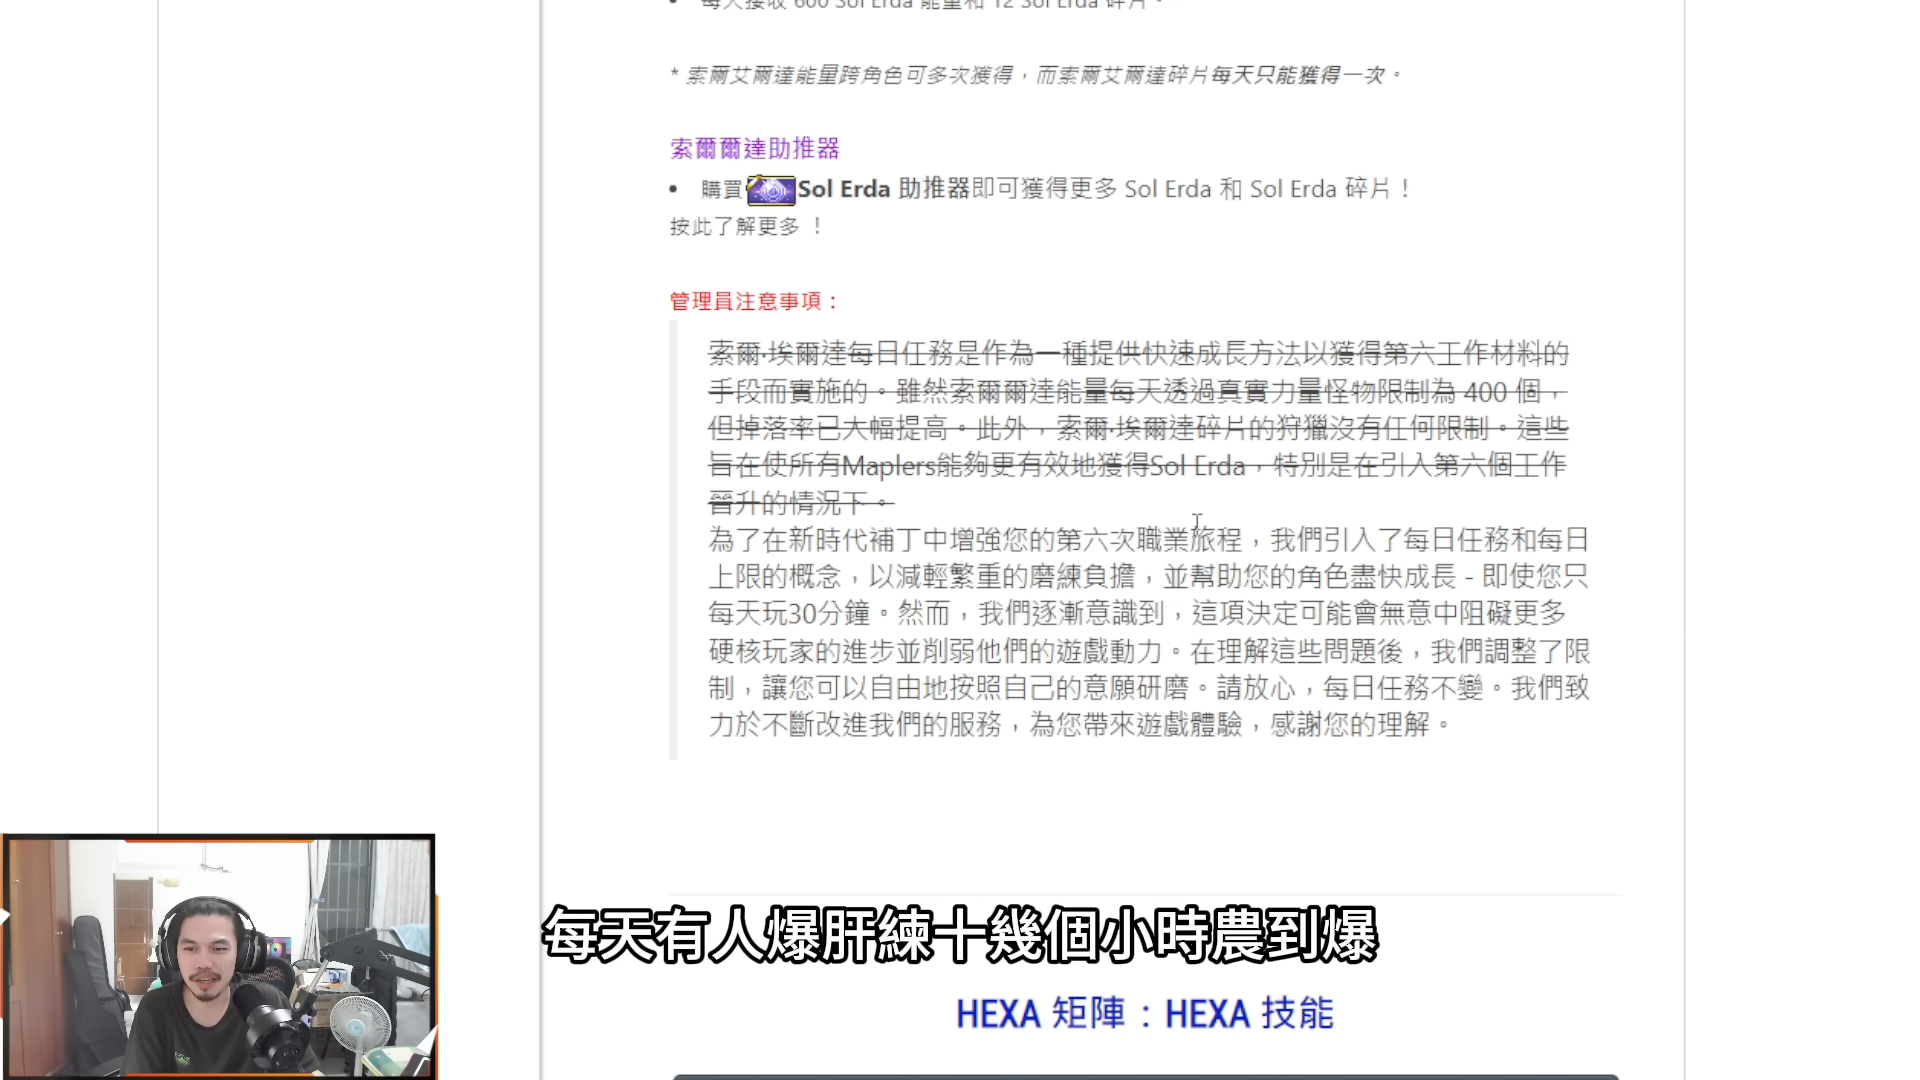 每天接收 600 Sol Erda 能量和 12 Sol Erda 碎片。*
* 索爾艾爾達能量跨角色可多次獲得，而索爾艾爾達碎片每天只能獲得一次。
索爾爾達助推器
• 購買 Sol Erda 助推器即可獲得更多 Sol Erda 和 Sol Erda 碎片！
按此了解更多 ！
管理員注意事項：
索爾·埃爾達每日任務是作為一種提供快速成長方法以獲得第六工作材料的
手段而實施的。雖然索爾爾達能量每天透過真實力量怪物限制為 400 個，
但掉落率已大幅提高。此外，索爾·埃爾達碎片的狩獵沒有任何限制。這些
旨在使所有Maplers能夠更有效地獲得Sol Erda，特別是在引入第六個工作
晉升的情況下。
為了在新時代補丁中增強您的第六次職業旅程，我們引入了每日任務和每日
上限的概念，以減輕繁重的磨練負擔，並幫助您的角色盡快成長 - 即使您只
每天玩30分鐘。然而，我們逐漸意識到，這項決定可能會無意中阻礙更多
硬核玩家的進步並削弱他們的遊戲動力。在理解這些問題後，我們調整了限
制，讓您可以自由地按照自己的意願研磨。請放心，每日任務不變。我們致
力於不斷改進我們的服務，為您帶來遊戲體驗，感謝您的理解。
每天有人爆肝練十幾個小時農到爆
HEXA 矩陣：HEXA 技能